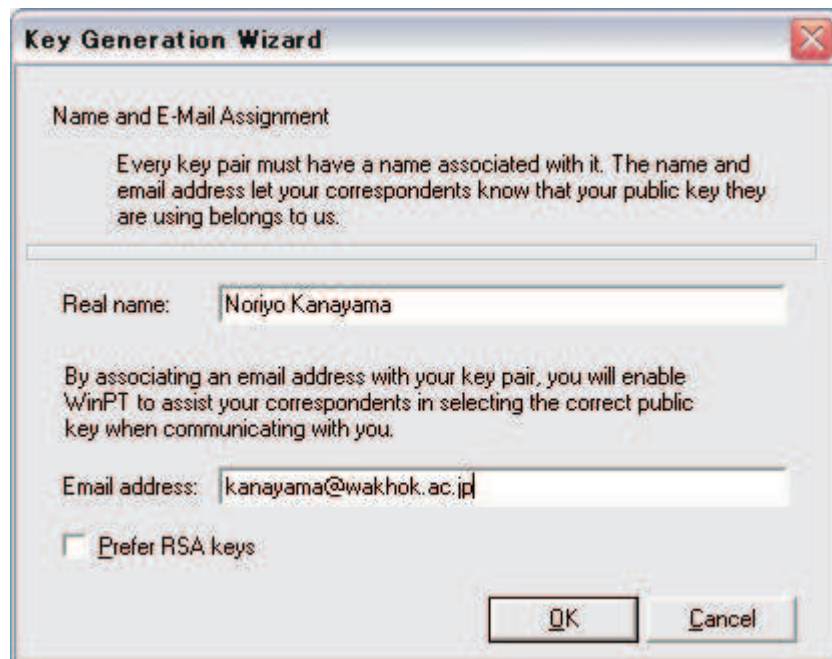 Key Generation Wizard
Name and E-Mail Assignment
Every key pair must have a name associated with it. The name and
email address let your correspondents know that your public key they
are using belongs to us.
Real name: Noriyo Kanayama
By associating an email address with your key pair, you will enable
WinPT to assist your correspondents in selecting the correct public
key when communicating with you.
Email address: kanayama@wakhok.ac.jp
Prefer RSA keys
OK Cancel